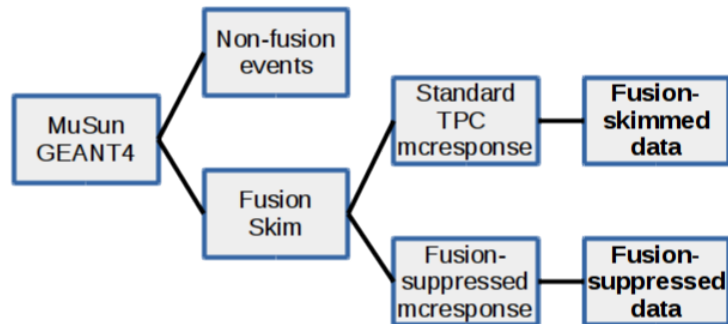 Non-fusion
events
MuSun
GEANT4
Fusion
Skim
Standard
TPC
mcresponse
Fusion-
skimmed
data
Fusion-
suppressed
mcresponse
Fusion-
suppressed
data